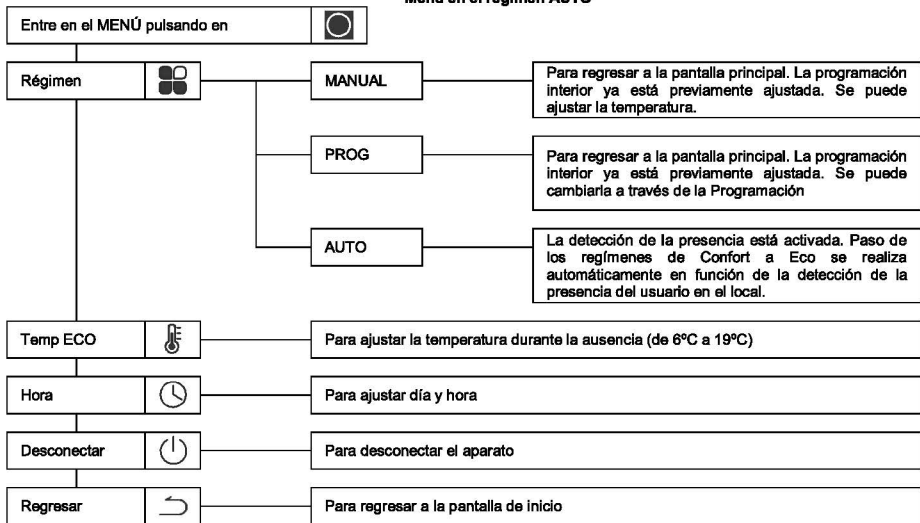 Menú en el régimen AUTO
Entre en el MENÚ pulsando en
Régimen
MANUAL
Para regresar a la pantalla principal. La programación
interior ya está previamente ajustada. Se puede
ajustar la temperatura.
PROG
Para regresar a la pantalla principal. La programación
interior ya está previamente ajustada. Se puede
cambiarla a través de la Programación
AUTO
La detección de la presencia está activada. Paso de
los regímenes de Confort a Eco se realiza
automáticamente en función de la detección de la
presencia del usuario en el local.
Temp ECO
Para ajustar la temperatura durante la ausencia (de 6ºC a 19ºC)
Hora
Para ajustar día y hora
Desconectar
Para desconectar el aparato
Regresar
Para regresar a la pantalla de inicio